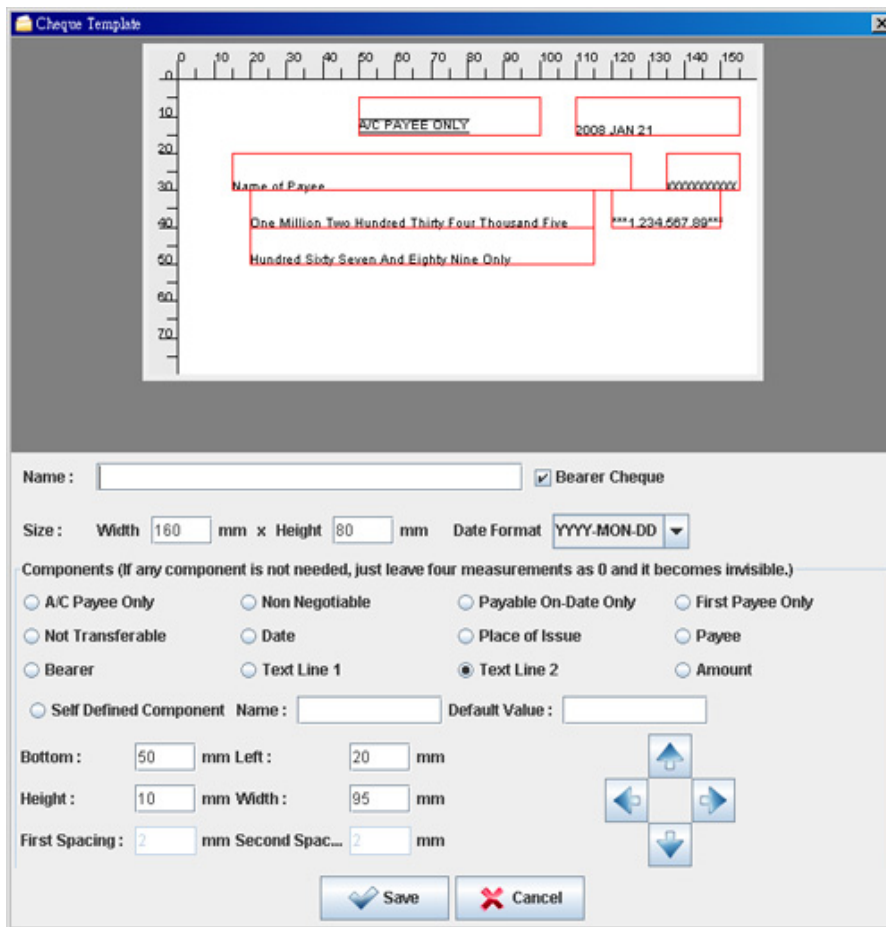 Cheque Template
0 10 20 30 40 50 60 70 80 90 100 110 120 130 140 150
0
10
A/C PAYEE ONLY 2008 JAN 21
20
30 Name of Payee XXXXXXXXXX
40 One Million Two Hundred Thirty Four Thousand Five ***1,234,567.89***
50 Hundred Sixty Seven And Eighty Nine Only
60
70
Name : Bearer Cheque
Size : Width 160 mm x Height 80 mm Date Format YYYY-MON-DD
Components (If any component is not needed, just leave four measurements as 0 and it becomes invisible.)
A/C Payee Only Non Negotiable Payable On-Date Only First Payee Only
Not Transferable Date Place of Issue Payee
Bearer Text Line 1 Text Line 2 Amount
Self Defined Component Name : Default Value :
Bottom : 50 mm Left : 20 mm
Height : 10 mm Width : 95 mm
First Spacing : 2 mm Second Spac... 2 mm
Save Cancel